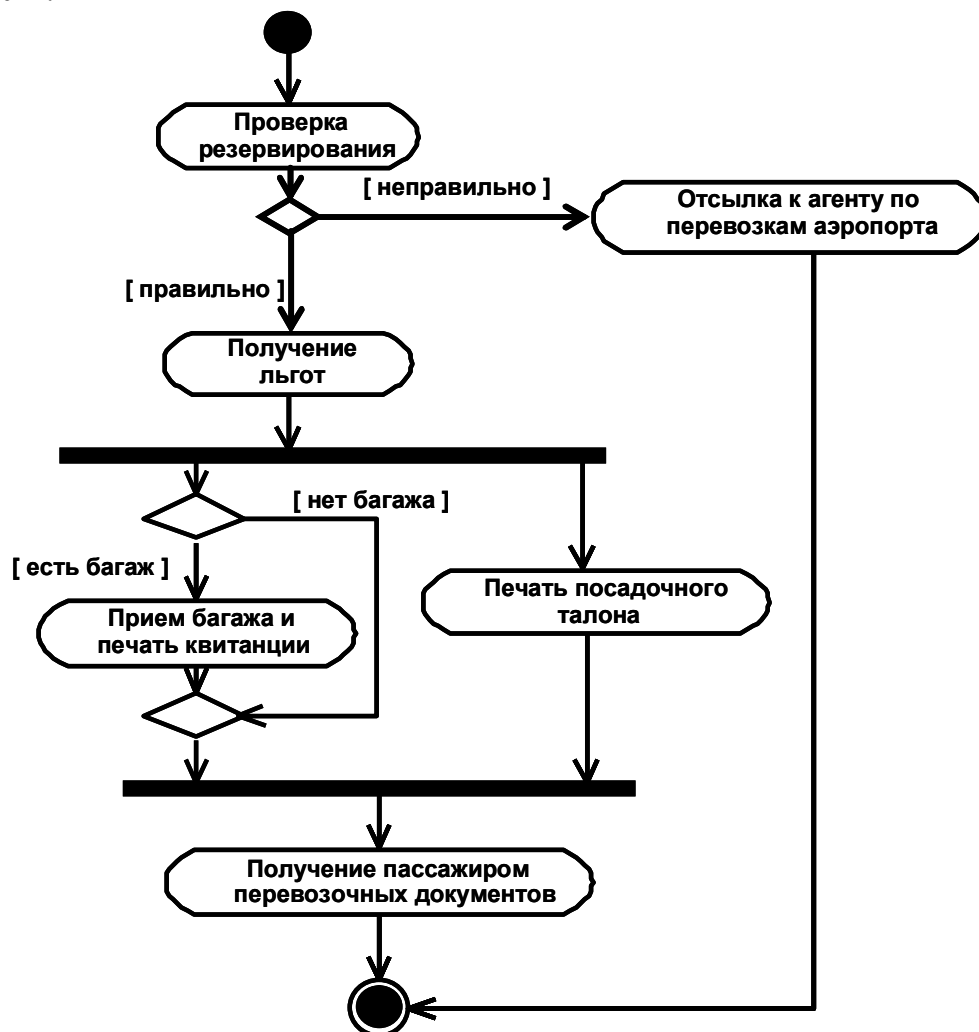 Проверка
резервирования
[ неправильно ]
Отсылка к агенту по
перевозкам аэропорта
[ правильно ]
Получение
льгот
[ нет багажа ]
[ есть багаж ]
Прием багажа и
печать квитанции
Печать посадочного
талона
Получение пассажиром
перевозочных документов